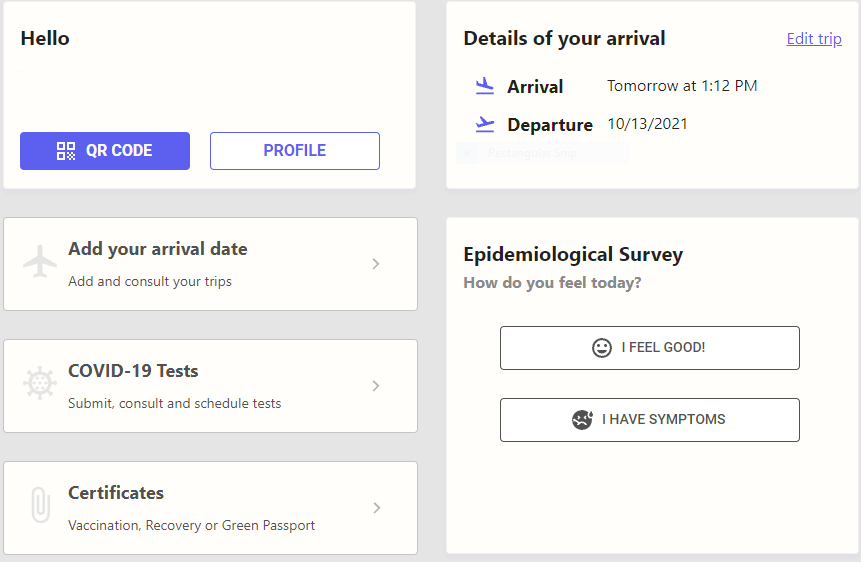 Hello
QR CODE
PROFILE
Details of your arrival
Edit trip
Arrival Tomorrow at 1:12 PM
Departure 10/13/2021
Rectangular Snip
Add your arrival date
Add and consult your trips
COVID-19 Tests
Submit, consult and schedule tests
Certificates
Vaccination, Recovery or Green Passport
Epidemiological Survey
How do you feel today?
I FEEL GOOD!
I HAVE SYMPTOMS